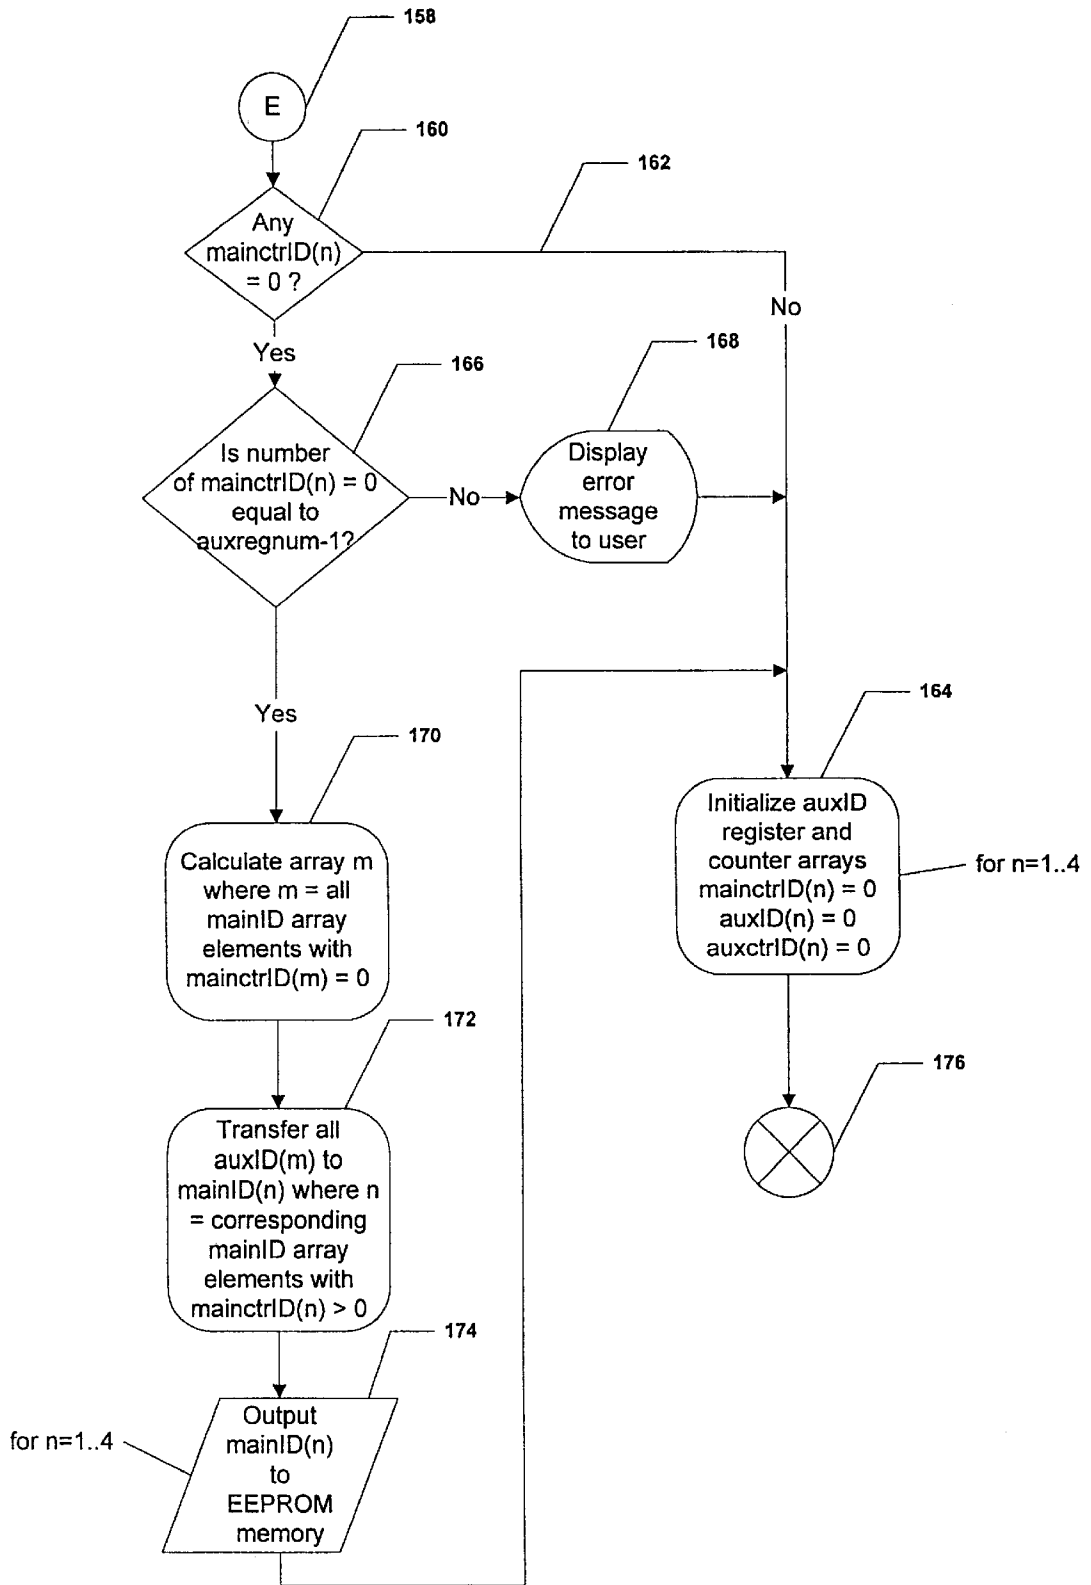 158
E
160
162
Any
mainctrID(n)
= 0 ?
No
Yes
166
168
Is number
of mainctrID(n) = 0
equal to
auxregnum-1?
No
Display
error
message
to user
164
Yes
170
Initialize auxID
register and
counter arrays
mainctrID(n) = 0
auxID(n) = 0
auxctrID(n) = 0
for n=1..4
Calculate array m
where m = all
mainID array
elements with
mainctrID(m) = 0
172
176
Transfer all
auxID(m) to
mainID(n) where n
= corresponding
mainID array
elements with
mainctrID(n) > 0
174
for n=1..4
Output
mainID(n)
to
EEPROM
memory